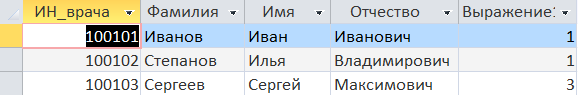 ИН_врача Фамилия Имя Отчество Выражение1
100101 Иванов Иван Иванович 1
100102 Степанов Илья Владимирович 1
100103 Сергеев Сергей Максимович 3